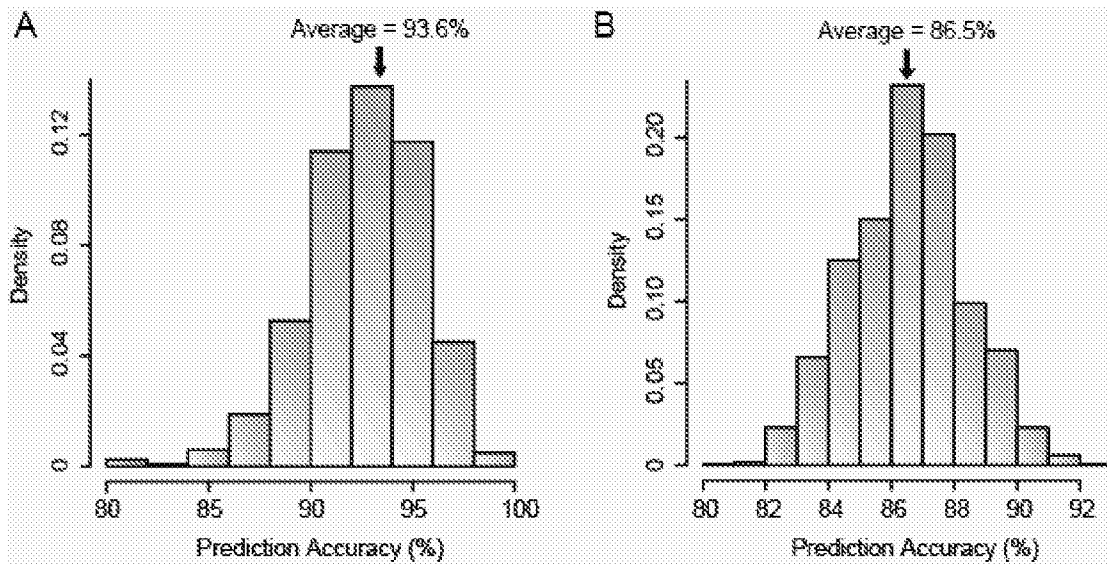 A
Average = 93.6%
Density
0.12
0.08
0.04
0
80
85
90
95
100
Prediction Accuracy (%)
B
Average = 86.5%
Density
0.20
0.15
0.10
0.05
0
80
82
84
86
88
90
92
Prediction Accuracy (%)